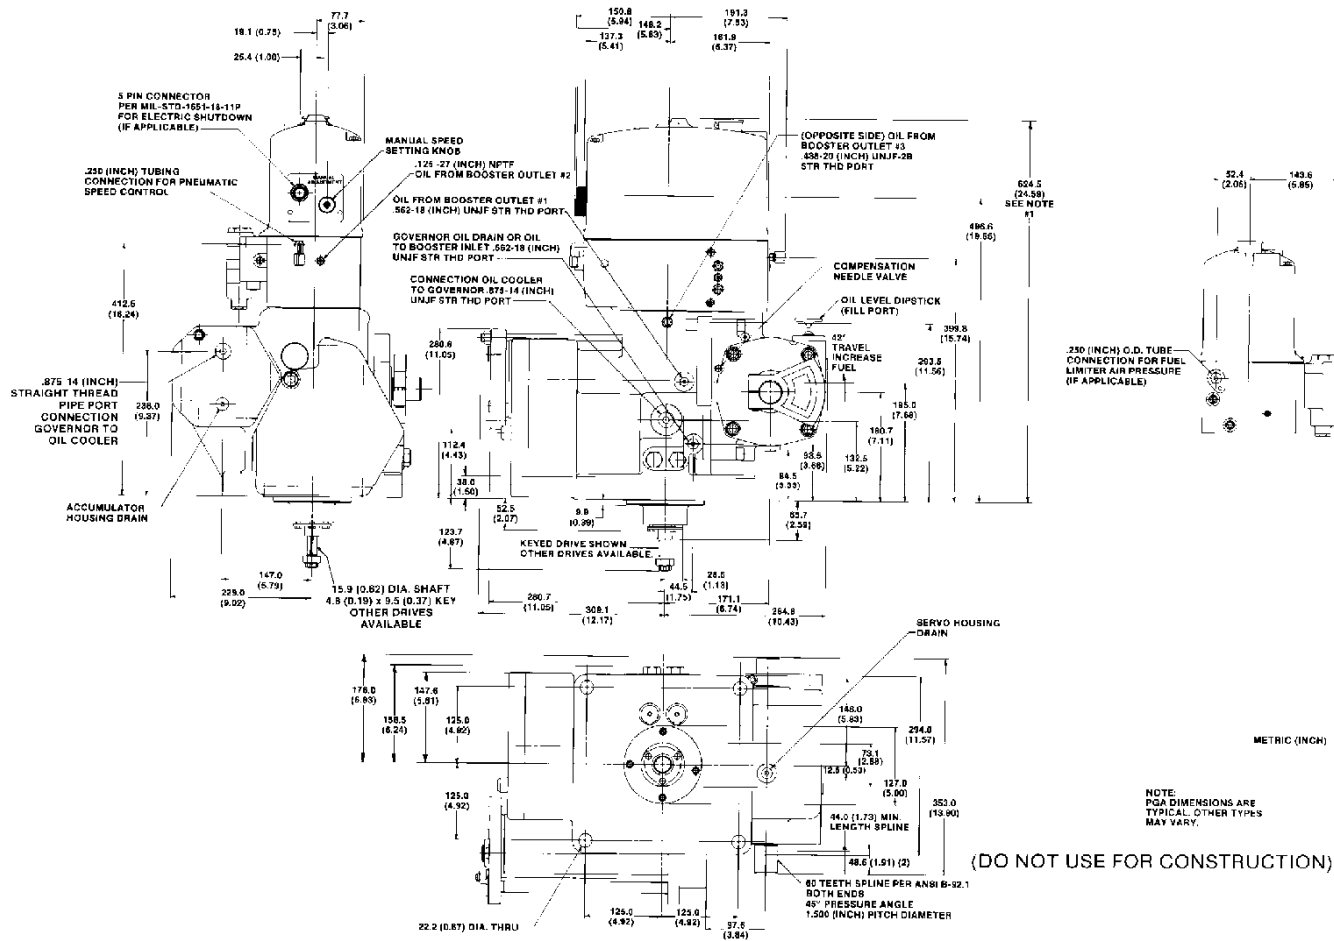 77.7
(3.06)
19.1 (0.75)
25.4 (1.00)
5 PIN CONNECTOR
PER MIL-STD-1651-16-11P
FOR ELECTRIC SHUTDOWN
(IF APPLICABLE)
MANUAL SPEED
SETTING KNOB
.125 -27 (INCH) NPTF
OIL FROM BOOSTER OUTLET #2
.250 (INCH) TUBING
CONNECTION FOR PNEUMATIC
SPEED CONTROL
MANUAL
ADJUSTMENT
OIL FROM BOOSTER OUTLET #1
.562-18 (INCH) UNJF STR THD PORT
GOVERNOR OIL DRAIN OR OIL
TO BOOSTER INLET .562-18 (INCH)
UNJF STR THD PORT
CONNECTION OIL COOLER
TO GOVERNOR .875-14 (INCH)
UNJF STR THD PORT
412.5
(16.24)
.875-14 (INCH)
STRAIGHT THREAD
PIPE PORT
CONNECTION
GOVERNOR TO
OIL COOLER
238.0
(9.37)
ACCUMULATOR
HOUSING DRAIN
147.0
(5.79)
229.0
(9.02)
15.9 (0.62) DIA. SHAFT
4.8 (0.19) x 9.5 (0.37) KEY
OTHER DRIVES
AVAILABLE
150.8
(5.94)
148.2
(5.83)
137.3
(5.41)
191.3
(7.53)
161.9
(6.37)
(OPPOSITE SIDE) OIL FROM
BOOSTER OUTLET #3
.438-20 (INCH) UNJF-2B
STR THD PORT
624.5
(24.59)
SEE NOTE
#1
496.6
(19.55)
COMPENSATION
NEEDLE VALVE
OIL LEVEL DIPSTICK
(FILL PORT)
42°
TRAVEL
INCREASE
FUEL
399.8
(15.74)
293.5
(11.56)
195.0
(7.68)
180.7
(7.11)
132.5
(5.22)
93.5
(3.68)
84.5
(3.33)
65.7
(2.59)
280.8
(11.05)
112.4
(4.43)
38.0
(1.50)
52.5
(2.07)
123.7
(4.87)
9.9
(0.39)
KEYED DRIVE SHOWN
OTHER DRIVES AVAILABLE.
28.5
(1.13)
44.5
(1.75)
280.7
(11.05)
309.1
(12.17)
171.1
(6.74)
264.8
(10.43)
52.4
(2.06)
143.6
(5.65)
.250 (INCH) O.D. TUBE
CONNECTION FOR FUEL
LIMITER AIR PRESSURE
(IF APPLICABLE)
SERVO HOUSING
DRAIN
176.0
(6.93)
158.5
(6.24)
147.6
(5.81)
125.0
(4.92)
125.0
(4.92)
148.0
(5.83)
294.0
(11.57)
73.1
(2.88)
12.8 (0.50)
127.0
(5.00)
353.0
(13.90)
44.0 (1.73) MIN.
LENGTH SPLINE
48.6 (1.91) (2)
60 TEETH SPLINE PER ANSI B-92.1
BOTH ENDS
45° PRESSURE ANGLE
1.500 (INCH) PITCH DIAMETER
125.0
(4.92)
125.0
(4.92)
97.6
(3.84)
22.2 (0.87) DIA. THRU
METRIC (INCH)
NOTE:
PGA DIMENSIONS ARE
TYPICAL. OTHER TYPES
MAY VARY.
(DO NOT USE FOR CONSTRUCTION)